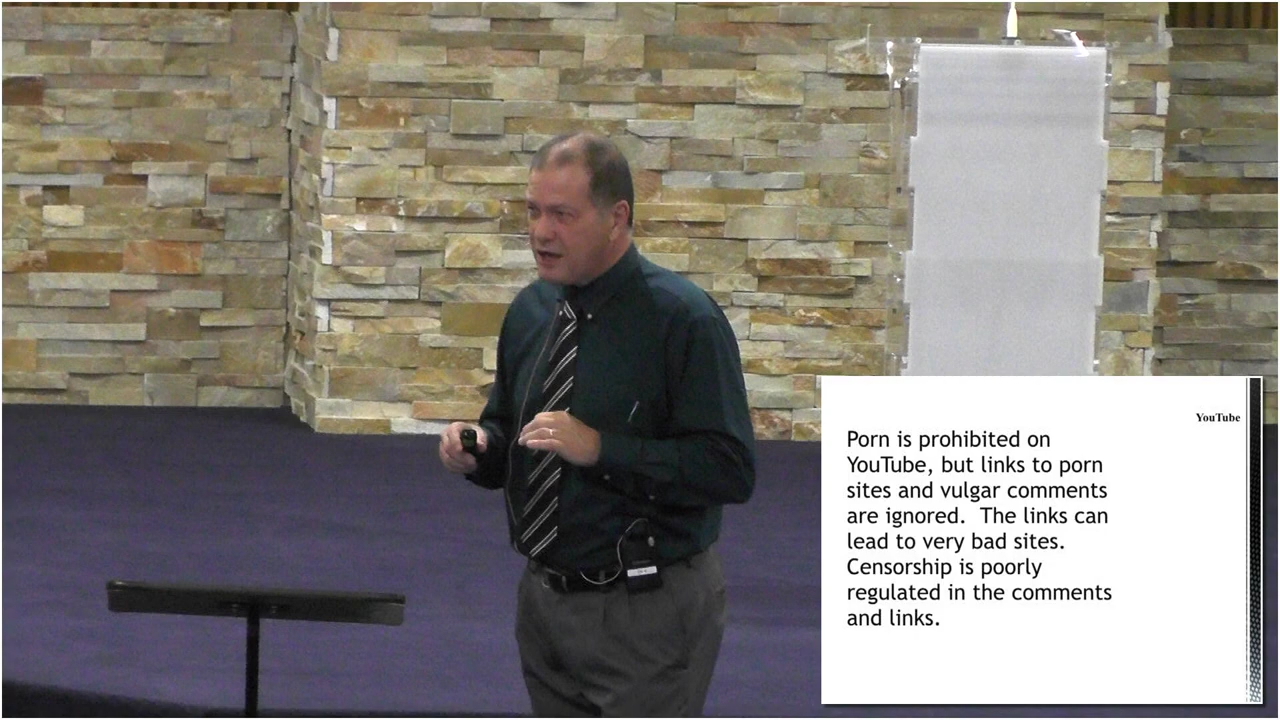 YouTube
Porn is prohibited on
YouTube, but links to porn
sites and vulgar comments
are ignored.  The links can
lead to very bad sites.
Censorship is poorly
regulated in the comments
and links.